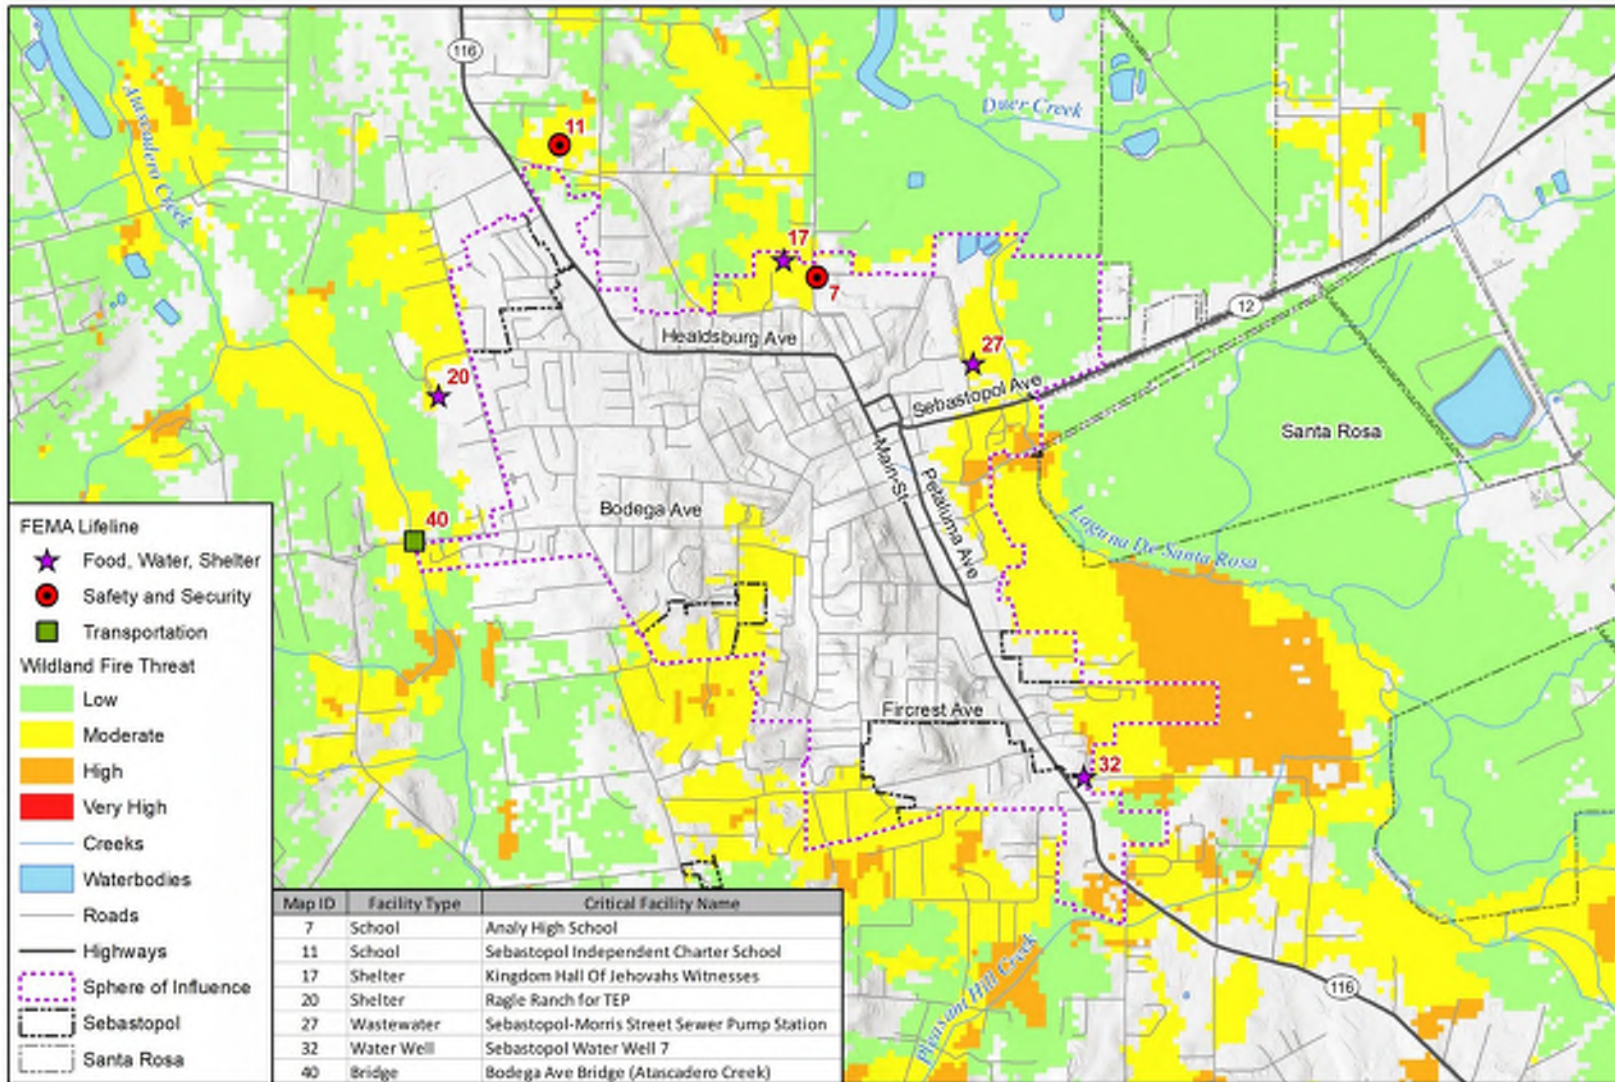 116
11
Atascadero Creek
Duer Creek
17
7
12
Healdsburg Ave
27
20
Sebastopol Ave
Santa Rosa
Main St
Petaluma Ave
Bodega Ave
40
Laguna De Santa Rosa
Fircrest Ave
32
116
Pleasant Hill Creek
FEMA Lifeline
Food, Water, Shelter
Safety and Security
Transportation
Wildland Fire Threat
Low
Moderate
High
Very High
Creeks
Waterbodies
Roads
Highways
Sphere of Influence
Sebastopol
Santa Rosa
Map ID Facility Type Critical Facility Name
7 School Analy High School
11 School Sebastopol Independent Charter School
17 Shelter Kingdom Hall Of Jehovahs Witnesses
20 Shelter Ragle Ranch for TEP
27 Wastewater Sebastopol-Morris Street Sewer Pump Station
32 Water Well Sebastopol Water Well 7
40 Bridge Bodega Ave Bridge (Atascadero Creek)